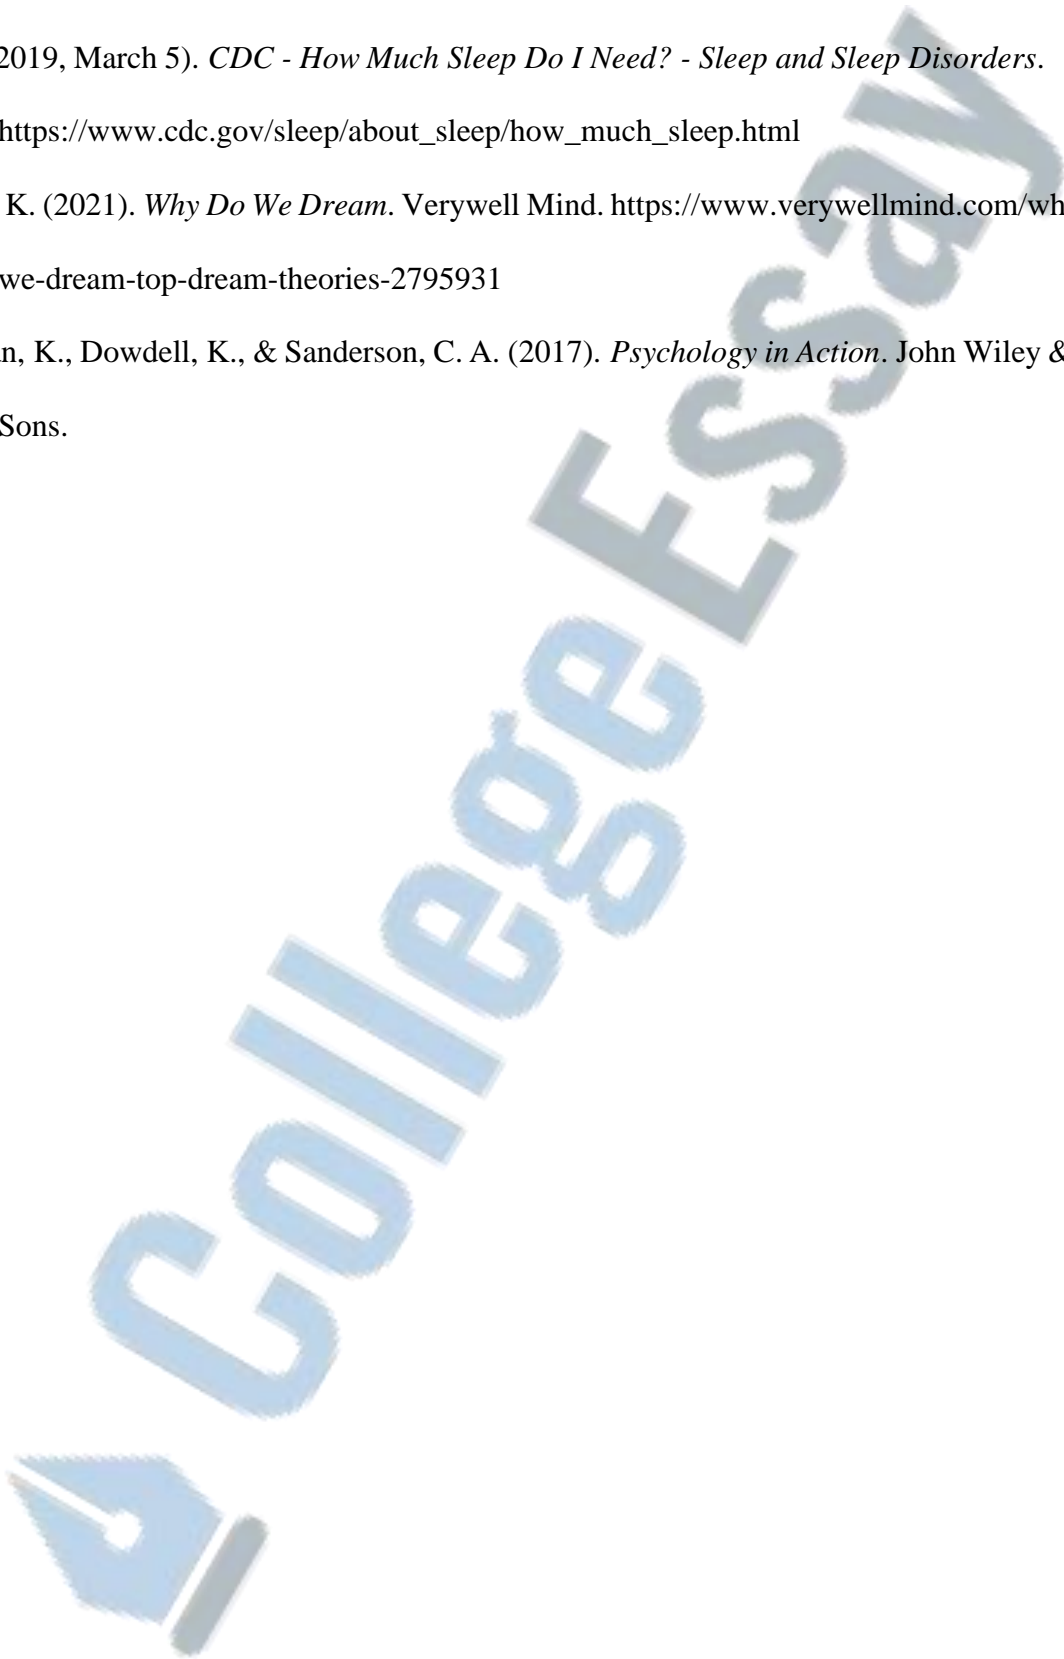 2019, March 5). CDC - How Much Sleep Do I Need? - Sleep and Sleep Disorders.
https://www.cdc.gov/sleep/about_sleep/how_much_sleep.html
K. (2021). Why Do We Dream. Verywell Mind. https://www.verywellmind.com/wh
we-dream-top-dream-theories-2795931
n, K., Dowdell, K., & Sanderson, C. A. (2017). Psychology in Action. John Wiley &
Sons.
CollegeEssay